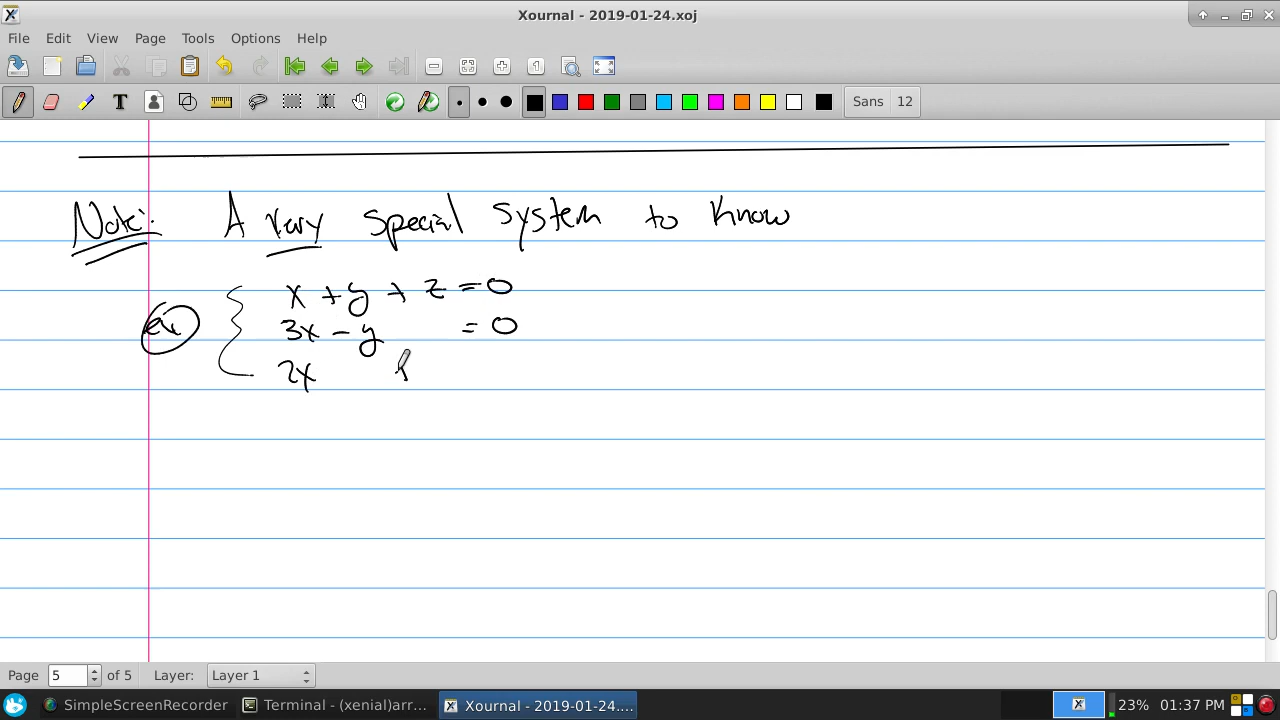 Xournal - 2019-01-24.xoj
File Edit View Page Tools Options Help
Sans 12
Note: A very special system to know
x + y + z = 0
ex 3x - y = 0
2x
Page 5 of 5 Layer: Layer 1
SimpleScreenRecorder Terminal - (xenial)arr... Xournal - 2019-01-24.... 23% 01:37 PM